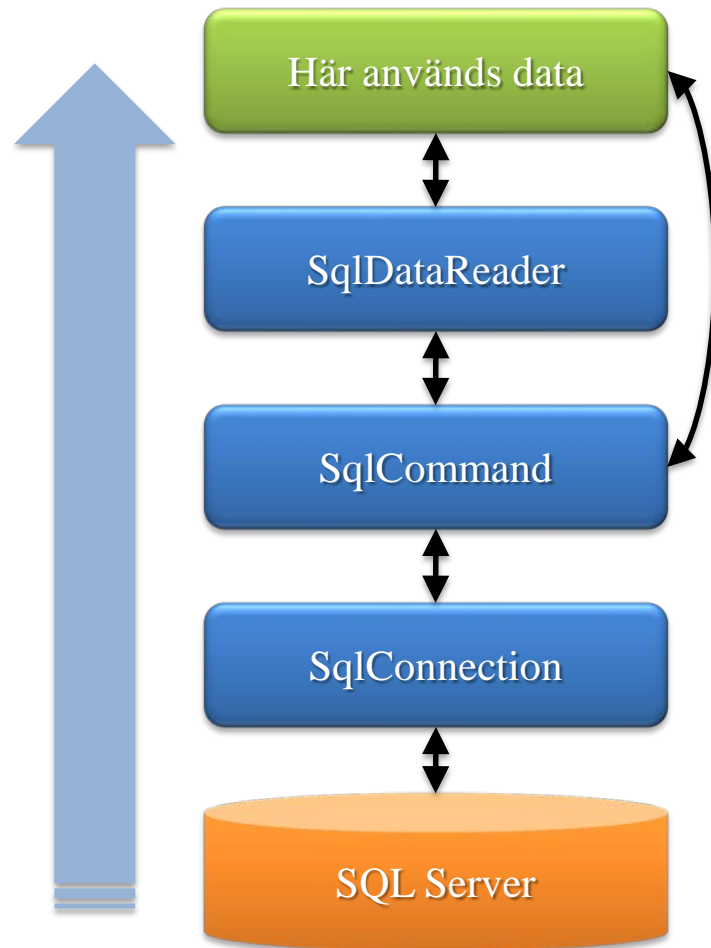 Här används data
SqlDataReader
SqlCommand
SqlConnection
SQL Server